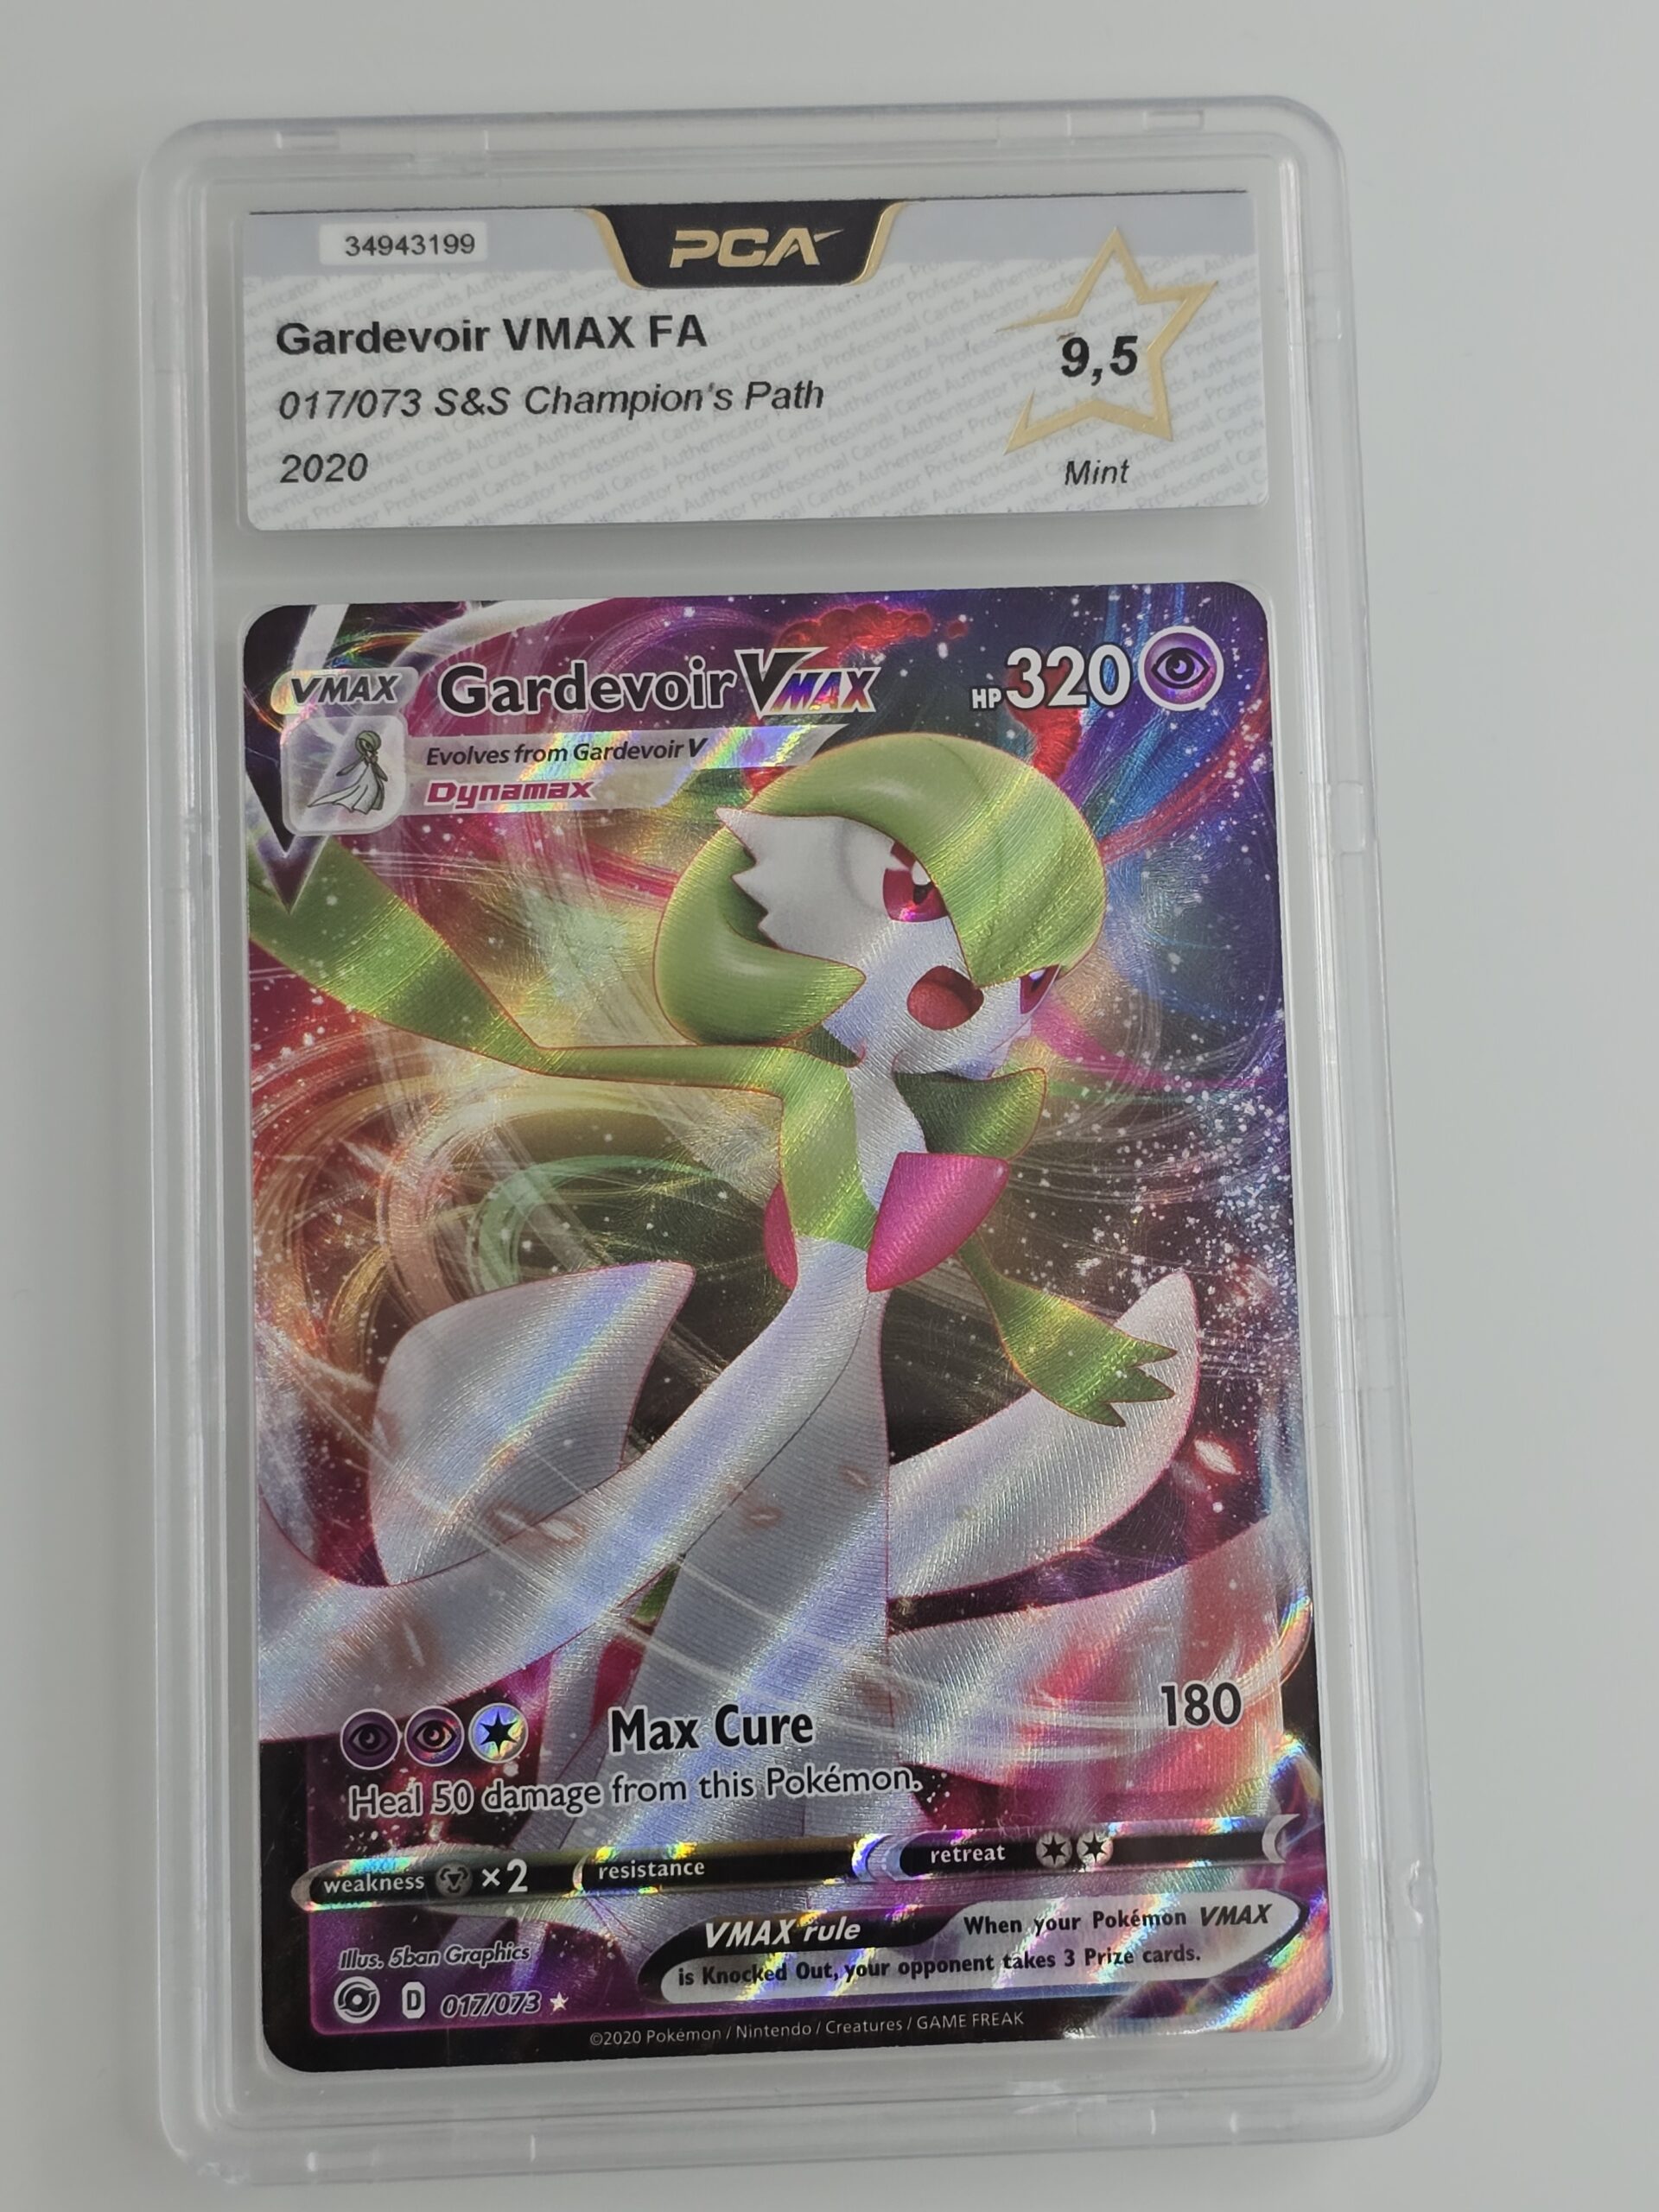 34943199
PCA
Gardevoir VMAX FA
017/073 S&S Champion's Path
2020
9,5
Mint
VMAX
Gardevoir VMAX
HP 320
Evolves from Gardevoir V
Dynamax
Max Cure
180
Heal 50 damage from this Pokémon.
weakness ×2
resistance
retreat
VMAX rule
When your Pokémon VMAX
is Knocked Out, your opponent takes 3 Prize cards.
Illus. 5ban Graphics
D 017/073
©2020 Pokémon / Nintendo / Creatures / GAME FREAK